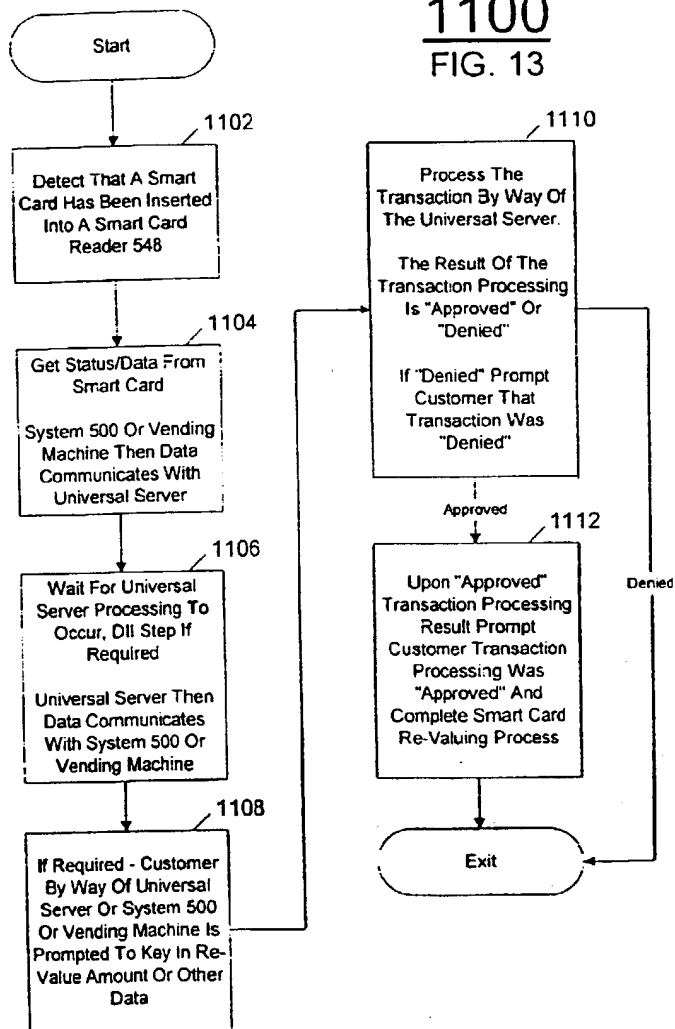 1100
FIG. 13
Start
1102
Detect That A Smart
Card Has Been Inserted
Into A Smart Card
Reader 548
1104
Get Status/Data From
Smart Card
System 500 Or Vending
Machine Then Data
Communicates With
Universal Server
1106
Wait For Universal
Server Processing To
Occur, DII Step If
Required
Universal Server Then
Data Communicates
With System 500 Or
Vending Machine
1108
If Required - Customer
By Way Of Universal
Server Or System 500
Or Vending Machine Is
Prompted To Key In Re-
Value Amount Or Other
Data
1110
Process The
Transaction By Way Of
The Universal Server.
The Result Of The
Transaction Processing
Is "Approved" Or
"Denied"
If "Denied" Prompt
Customer That
Transaction Was
"Denied"
Approved
1112
Upon "Approved"
Transaction Processing
Result Prompt
Customer Transaction
Processing Was
"Approved" And
Complete Smart Card
Re-Valuing Process
Denied
Exit